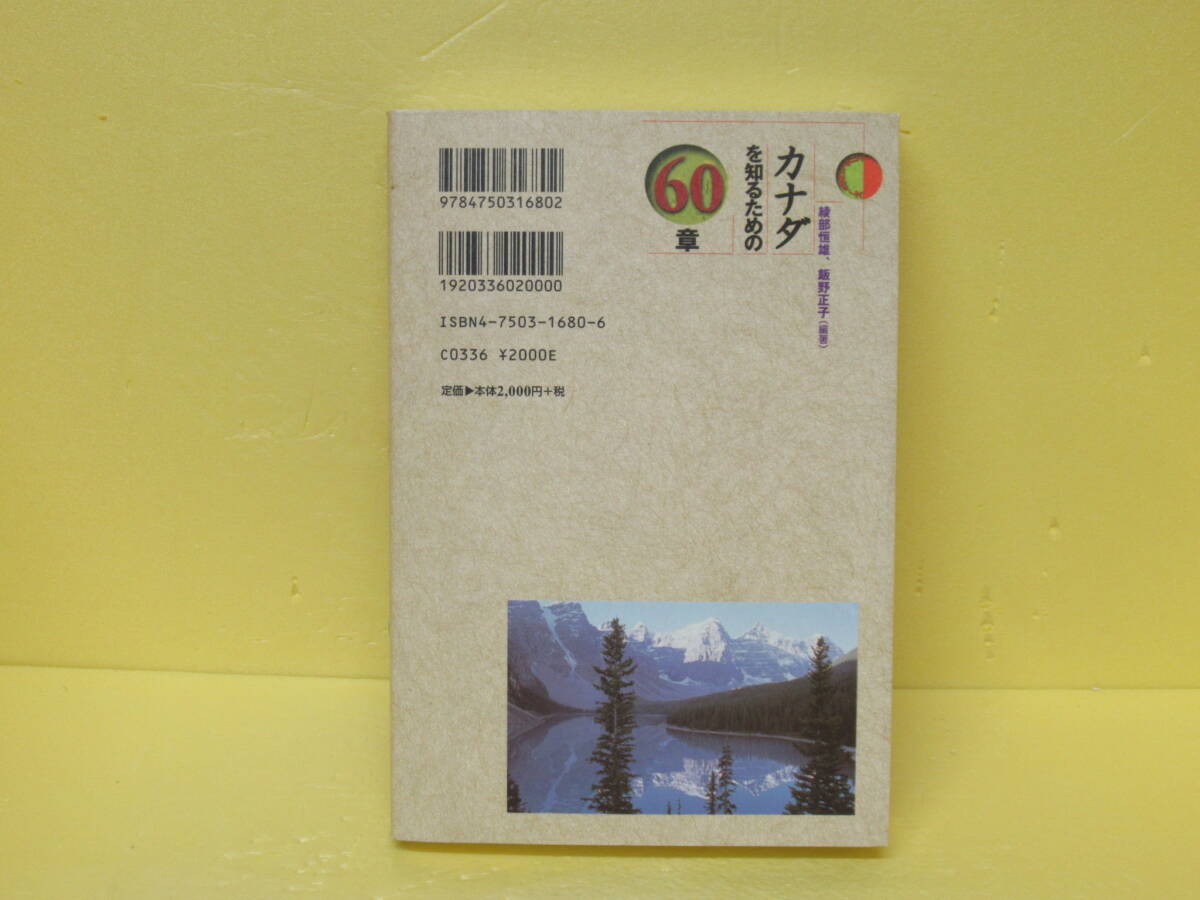 カナダ
を知るための
60
章
綾部恒雄、飯野正子(編著)
9784750316802
1920336020000
ISBN4-7503-1680-6
C0336 ¥2000E
定価▶本体2,000円+税